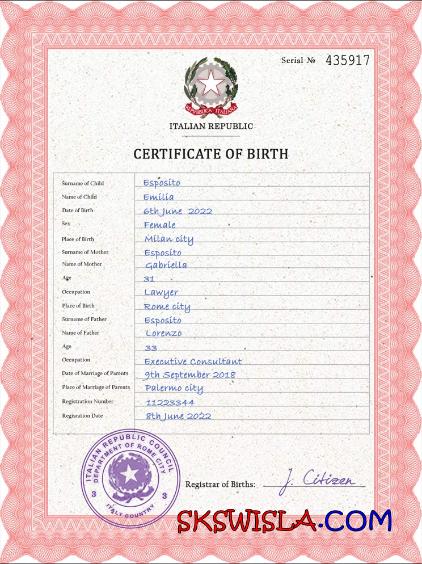 Serial № 435917
REPVBBLICA ITALIANA
ITALIAN REPUBLIC
CERTIFICATE OF BIRTH
Surname of Child Esposito
Name of Child Emilia
Date of Birth 6th June 2022
Sex Female
Place of Birth Milan city
Surname of Mother Esposito
Name of Mother Gabriella
Age 31
Occupation Lawyer
Place of Birth Rome city
Surname of Father Esposito
Name of Father Lorenzo
Age 33
Occupation Executive Consultant
Date of Marriage of Parents 9th September 2018
Place of Marriage of Parents Palermo city
Registration Number 11223344
Registration Date 8th June 2022
ITALIAN REPUBLIC COUNCIL
DEPARTMENT OF ROME CITY
3 3
ITALY COUNTRY
Registrar of Births: J. Citizen
SKSWISLA.COM